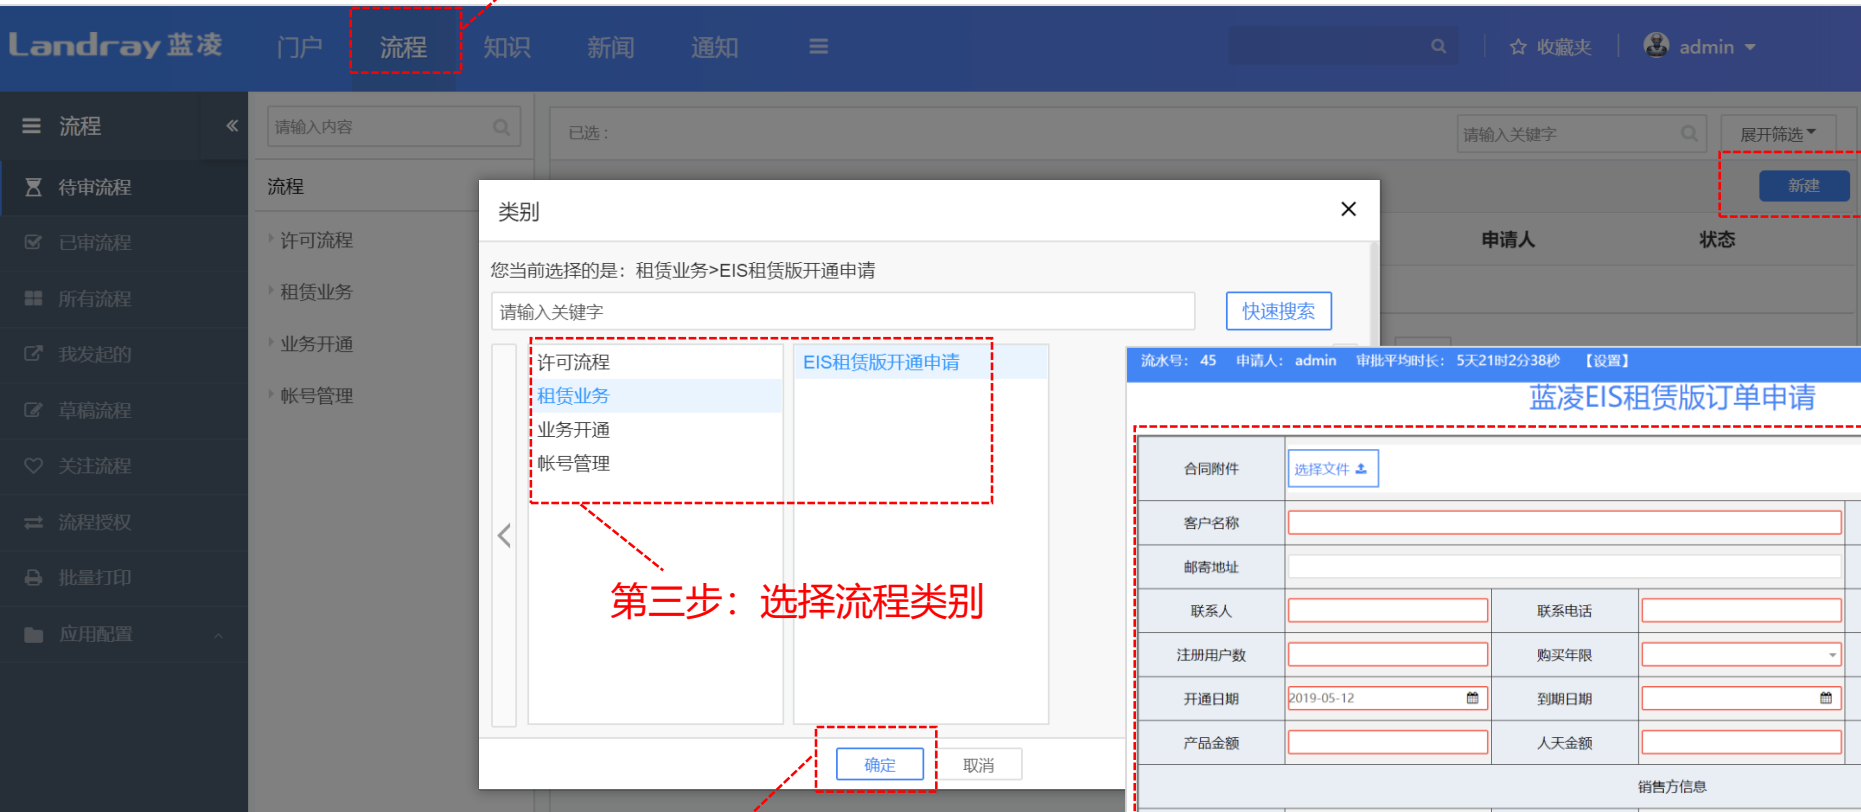 Landray 蓝凌
门户
流程
知识
新闻
通知
收藏夹
admin
流程
待审流程
已审流程
所有流程
我发起的
草稿流程
关注流程
流程授权
批量打印
应用配置
请输入内容
流程
许可流程
租赁业务
业务开通
帐号管理
已选：
请输入关键字
展开筛选
新建
申请人
状态
类别
您当前选择的是：租赁业务>EIS租赁版开通申请
请输入关键字
快速搜索
许可流程
租赁业务
业务开通
帐号管理
EIS租赁版开通申请
第三步：选择流程类别
确定
取消
流水号：45 申请人：admin 审批平均时长：5天21时2分38秒 【设置】
蓝凌EIS租赁版订单申请
合同附件
选择文件
客户名称
邮寄地址
联系人
联系电话
注册用户数
购买年限
开通日期
2019-05-12
到期日期
产品金额
人天金额
销售方信息